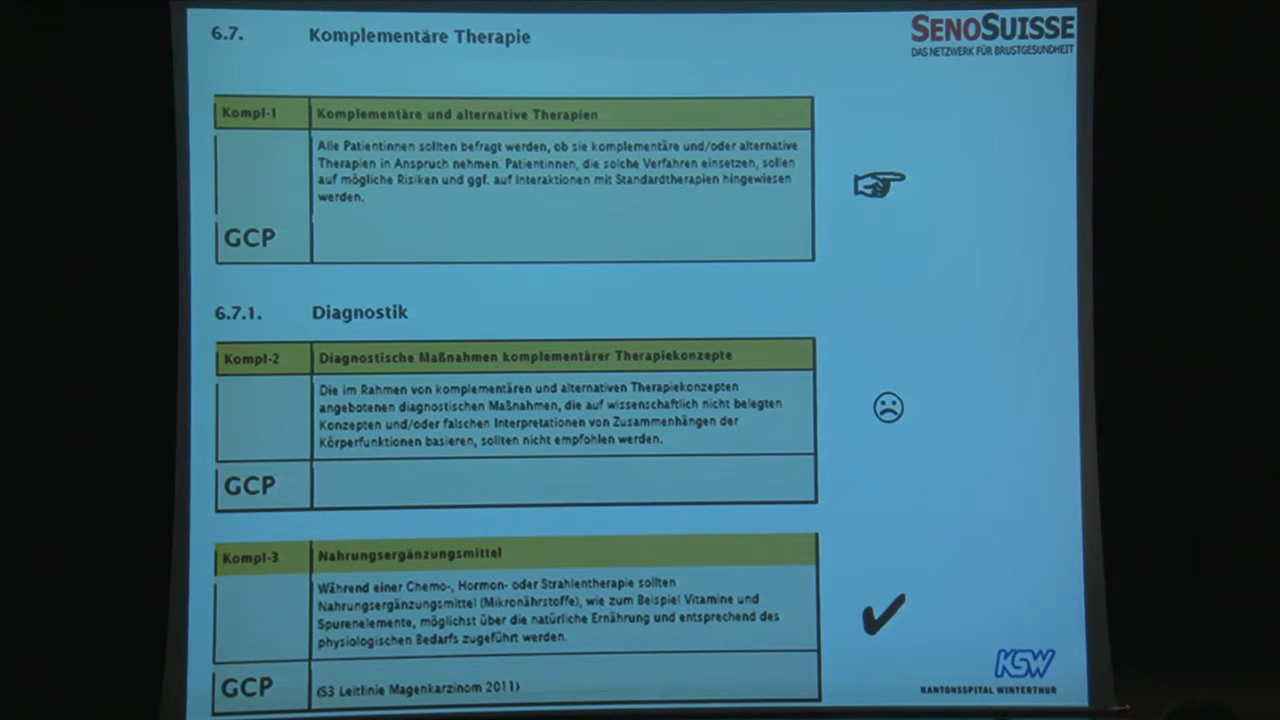 6.7. Komplementäre Therapie
SENOSUISSE
DAS NETZWERK FÜR BRUSTGESUNDHEIT
Kompl-1 Komplementäre und alternative Therapien
Alle Patientinnen sollten befragt werden, ob sie komplementäre und/oder alternative
Therapien in Anspruch nehmen. Patientinnen, die solche Verfahren einsetzen, sollen
auf mögliche Risiken und ggf. auf Interaktionen mit Standardtherapien hingewiesen
werden.
GCP
6.7.1. Diagnostik
Kompl-2 Diagnostische Maßnahmen komplementärer Therapiekonzepte
Die im Rahmen von komplementären und alternativen Therapiekonzepten
angebotenen diagnostischen Maßnahmen, die auf wissenschaftlich nicht belegten
Konzepten und/oder falschen Interpretationen von Zusammenhängen der
Körperfunktionen basieren, sollten nicht empfohlen werden.
GCP
Kompl-3 Nahrungsergänzungsmittel
Während einer Chemo-, Hormon- oder Strahlentherapie sollten
Nahrungsergänzungsmittel (Mikronährstoffe), wie zum Beispiel Vitamine und
Spurenelemente, möglichst über die natürliche Ernährung und entsprechend des
physiologischen Bedarfs zugeführt werden.
GCP (S3 Leitlinie Magenkarzinom 2011)
KSW
KANTONSSPITAL WINTERTHUR